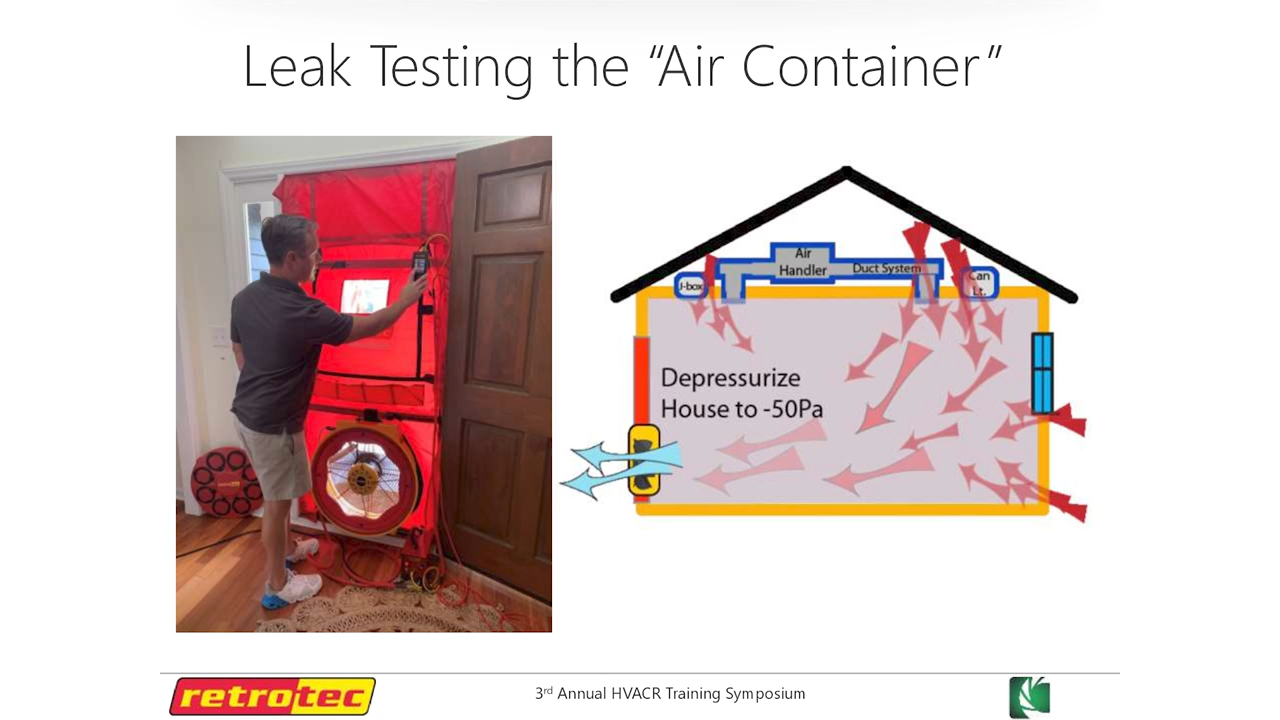 Leak Testing the “Air Container”
Air
Handler
Duct System
J-box
Can
Lt.
Depressurize
House to -50Pa
retrotec
3rd Annual HVACR Training Symposium